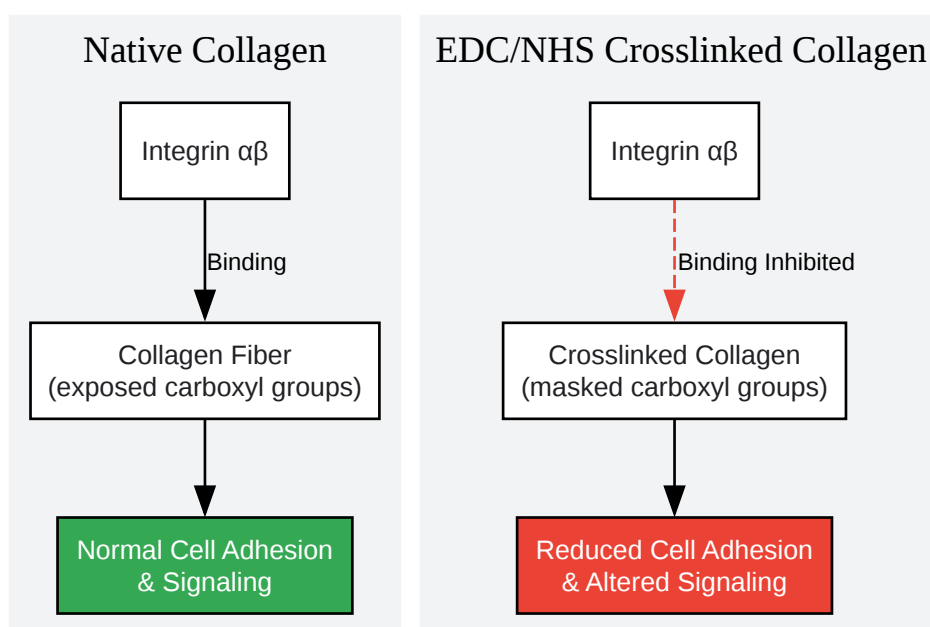 Native Collagen
Integrin αβ
Binding
Collagen Fiber
(exposed carboxyl groups)
Normal Cell Adhesion
& Signaling
EDC/NHS Crosslinked Collagen
Integrin αβ
Binding Inhibited
Crosslinked Collagen
(masked carboxyl groups)
Reduced Cell Adhesion
& Altered Signaling